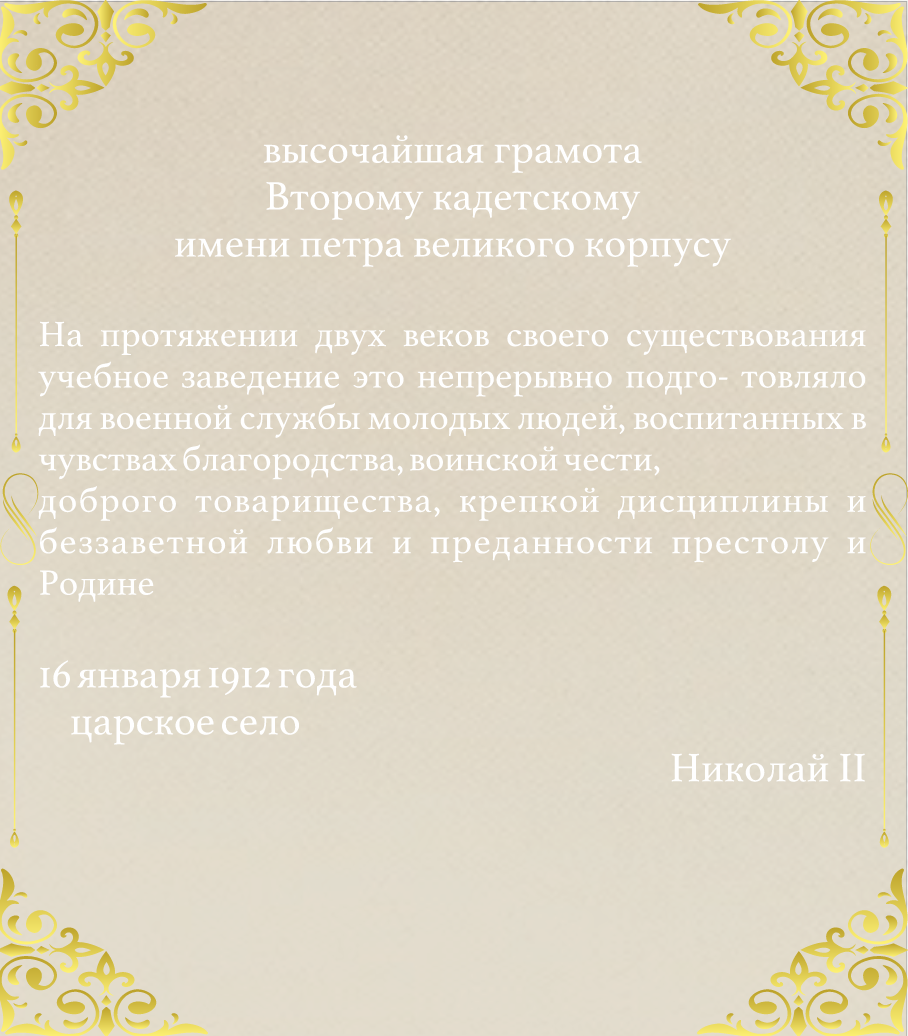 высочайшая грамота
Второму кадетскому
имени петра великого корпусу
На протяжении двух веков своего существования
учебное заведение это непрерывно подго- товляло
для военной службы молодых людей, воспитанных в
чувствах благородства, воинской чести,
доброго товарищества, крепкой дисциплины и
беззаветной любви и преданности престолу и
Родине
16 января 1912 года
царское село
Николай II